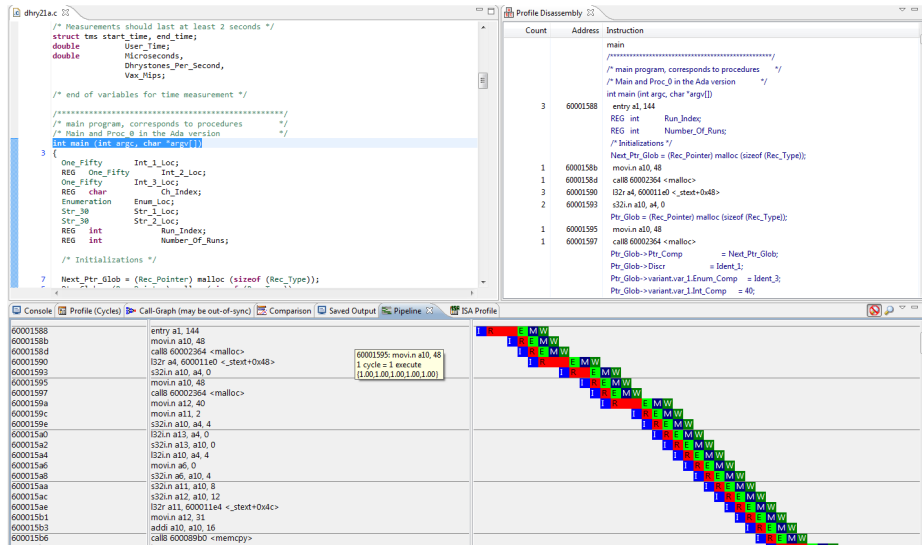 dhry21a.c
/* Measurements should last at least 2 seconds */
struct tms start_time, end_time;
double User_Time;
double Microseconds,
Dhrystones_Per_Second,
Vax_Mips;
/* end of variables for time measurement */
/*************************************************/
/* main program, corresponds to procedures */
/* Main and Proc_0 in the Ada version */
int main (int argc, char *argv[])
3 {
One_Fifty Int_1_Loc;
REG One_Fifty Int_2_Loc;
One_Fifty Int_3_Loc;
REG char Ch_Index;
Enumeration Enum_Loc;
Str_30 Str_1_Loc;
Str_30 Str_2_Loc;
REG int Run_Index;
REG int Number_Of_Runs;
/* Initializations */
7 Next_Ptr_Glob = (Rec_Pointer) malloc (sizeof (Rec_Type));
Profile Disassembly
Count Address Instruction
main
/*************************************************/
/* main program, corresponds to procedures */
/* Main and Proc_0 in the Ada version */
int main (int argc, char *argv[])
3 60001588 entry a1, 144
REG int Run_Index;
REG int Number_Of_Runs;
/* Initializations */
Next_Ptr_Glob = (Rec_Pointer) malloc (sizeof (Rec_Type));
1 6000158b movi.n a10, 48
1 6000158d call8 60002364 <malloc>
3 60001590 l32r a4, 600011e0 <_stext+0x48>
2 60001593 s32i.n a10, a4, 0
Ptr_Glob = (Rec_Pointer) malloc (sizeof (Rec_Type));
1 60001595 movi.n a10, 48
1 60001597 call8 60002364 <malloc>
Ptr_Glob->Ptr_Comp = Next_Ptr_Glob;
Ptr_Glob->Discr = Ident_1;
Ptr_Glob->variant.var_1.Enum_Comp = Ident_3;
Ptr_Glob->variant.var_1.Int_Comp = 40;
Console Profile (Cycles) Call-Graph (may be out-of-sync) Comparison Saved Output Pipeline ISA Profile
60001588 entry a1, 144 I R E M W
6000158b movi.n a10, 48 I R E M W
6000158d call8 60002364 <malloc> I R E M W
60001590 l32r a4, 600011e0 <_stext+0x48> I R E M W
60001593 s32i.n a10, a4, 0 I R E M W
60001595 movi.n a10, 48 I R E M W
60001597 call8 60002364 <malloc> I R E M W
6000159a movi.n a12, 40 I R E M W
6000159c movi.n a11, 2 I R E M W
6000159e s32i.n a10, a4, 4 I R E M W
600015a0 l32i.n a13, a4, 0 I R E M W
600015a2 s32i.n a13, a10, 0 I R E M W
600015a4 l32i.n a10, a4, 4 I R E M W
600015a6 movi.n a6, 0 I R E M W
600015a8 s32i.n a6, a10, 4 I R E M W
600015aa s32i.n a11, a10, 8 I R E M W
600015ac s32i.n a12, a10, 12 I R E M W
600015ae l32r a11, 600011e4 <_stext+0x4c> I R E M W
600015b1 movi.n a12, 31 I R E M W
600015b3 addi a10, a10, 16 I R E M W
600015b6 call8 600089b0 <memcpy> I R E M W
60001595: movi.n a10, 48
1 cycle = 1 execute
{1.00,1.00,1.00,1.00,1.00}